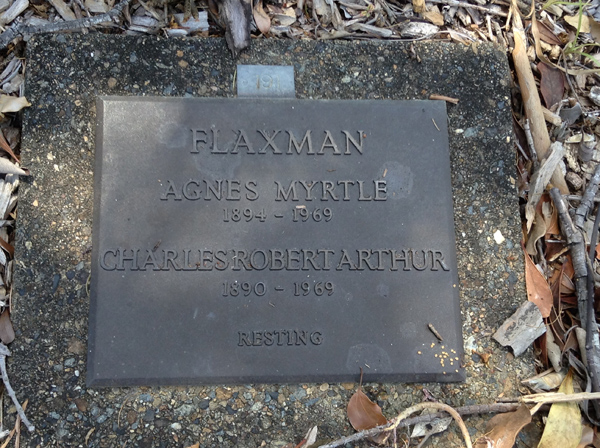 FLAXMAN
AGNES MYRTLE
1894 - 1969
CHARLES ROBERT ARTHUR
1890 - 1969
RESTING